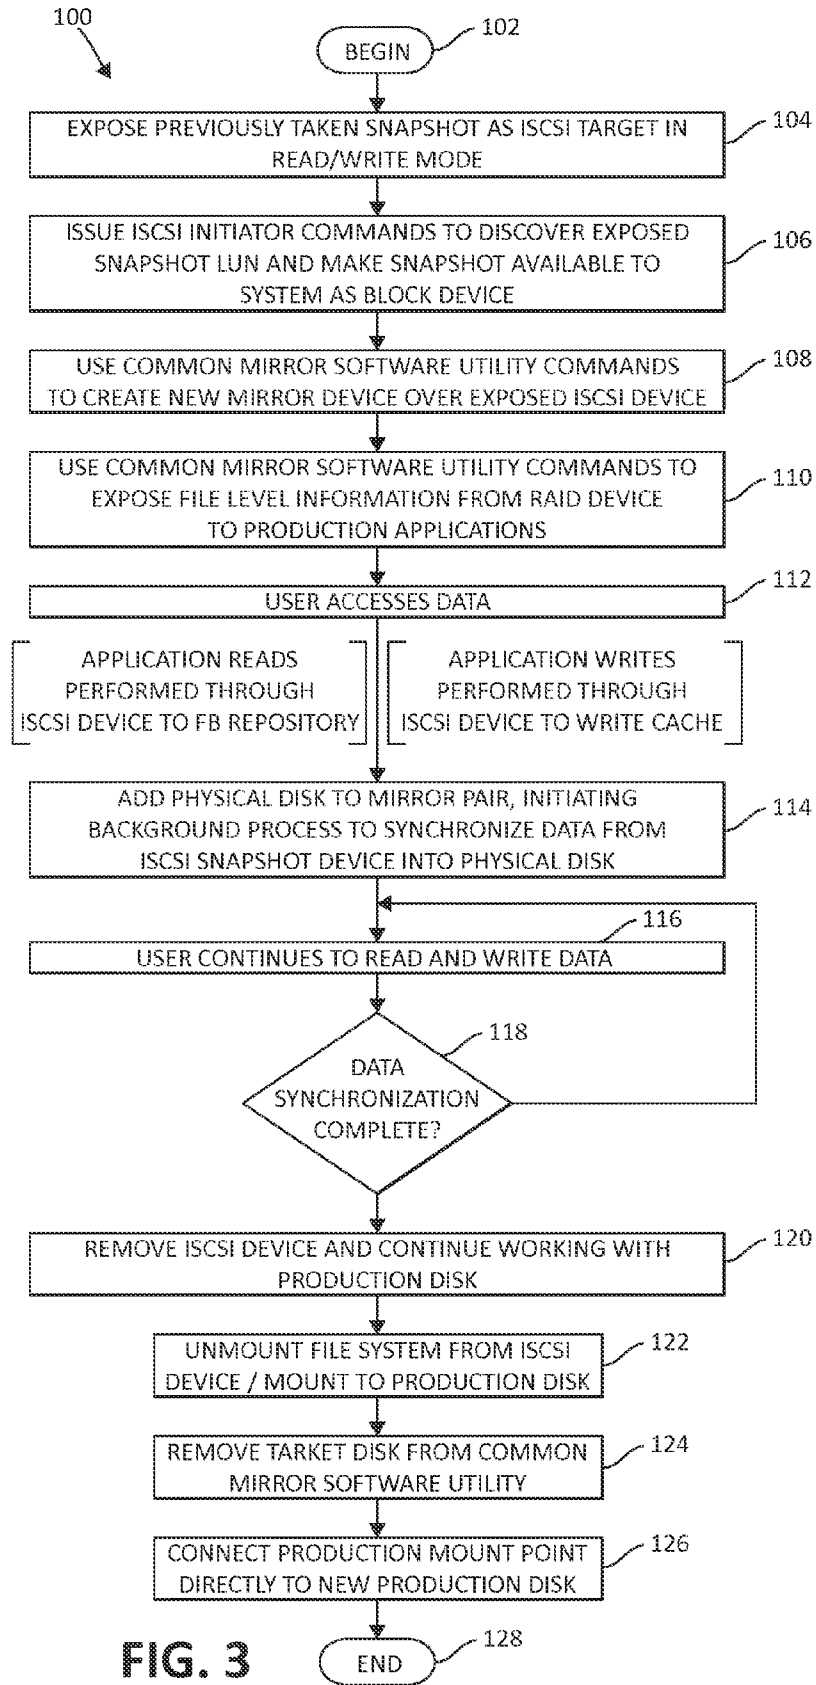 100
BEGIN
102
EXPOSE PREVIOUSLY TAKEN SNAPSHOT AS ISCSI TARGET IN
READ/WRITE MODE
104
ISSUE ISCSI INITIATOR COMMANDS TO DISCOVER EXPOSED
SNAPSHOT LUN AND MAKE SNAPSHOT AVAILABLE TO
SYSTEM AS BLOCK DEVICE
106
USE COMMON MIRROR SOFTWARE UTILITY COMMANDS
TO CREATE NEW MIRROR DEVICE OVER EXPOSED ISCSI DEVICE
108
USE COMMON MIRROR SOFTWARE UTILITY COMMANDS TO
EXPOSE FILE LEVEL INFORMATION FROM RAID DEVICE
TO PRODUCTION APPLICATIONS
110
USER ACCESSES DATA
112
APPLICATION READS
PERFORMED THROUGH
ISCSI DEVICE TO FB REPOSITORY
APPLICATION WRITES
PERFORMED THROUGH
ISCSI DEVICE TO WRITE CACHE
ADD PHYSICAL DISK TO MIRROR PAIR, INITIATING
BACKGROUND PROCESS TO SYNCHRONIZE DATA FROM
ISCSI SNAPSHOT DEVICE INTO PHYSICAL DISK
114
116
USER CONTINUES TO READ AND WRITE DATA
118
DATA
SYNCHRONIZATION
COMPLETE?
REMOVE ISCSI DEVICE AND CONTINUE WORKING WITH
PRODUCTION DISK
120
UNMOUNT FILE SYSTEM FROM ISCSI
DEVICE / MOUNT TO PRODUCTION DISK
122
REMOVE TARKET DISK FROM COMMON
MIRROR SOFTWARE UTILITY
124
CONNECT PRODUCTION MOUNT POINT
DIRECTLY TO NEW PRODUCTION DISK
126
FIG. 3
END
128